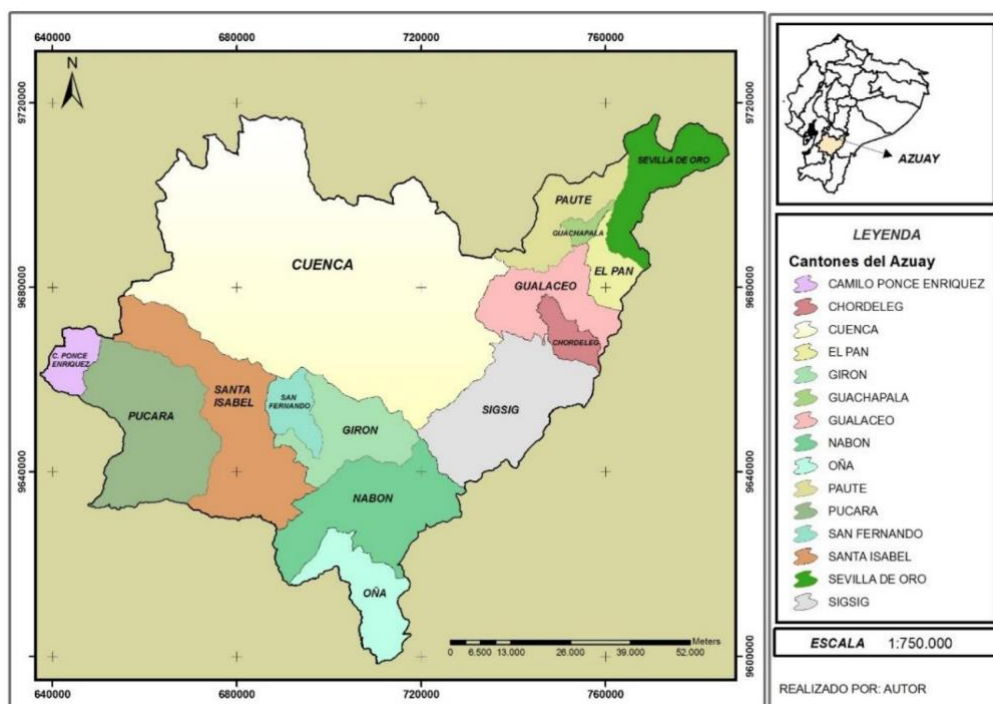 640000 680000 720000 760000
N
9720000 9720000
SEVILLA DE ORO
PAUTE
GUACHAPALA
CUENCA
EL PAN
9680000 9680000
GUALACEO
CHORDELEG
C. PONCE
ENRIQUEZ
SANTA
ISABEL
SAN
FERNANDO
PUCARA
SIGSIG
GIRON
9640000 9640000
NABON
OÑA
Meters
0 6.500 13.000 26.000 39.000 52.000
9600000 9600000
640000 680000 720000 760000
AZUAY
LEYENDA
Cantones del Azuay
CAMILO PONCE ENRIQUEZ
CHORDELEG
CUENCA
EL PAN
GIRON
GUACHAPALA
GUALACEO
NABON
OÑA
PAUTE
PUCARA
SAN FERNANDO
SANTA ISABEL
SEVILLA DE ORO
SIGSIG
ESCALA 1:750.000
REALIZADO POR: AUTOR